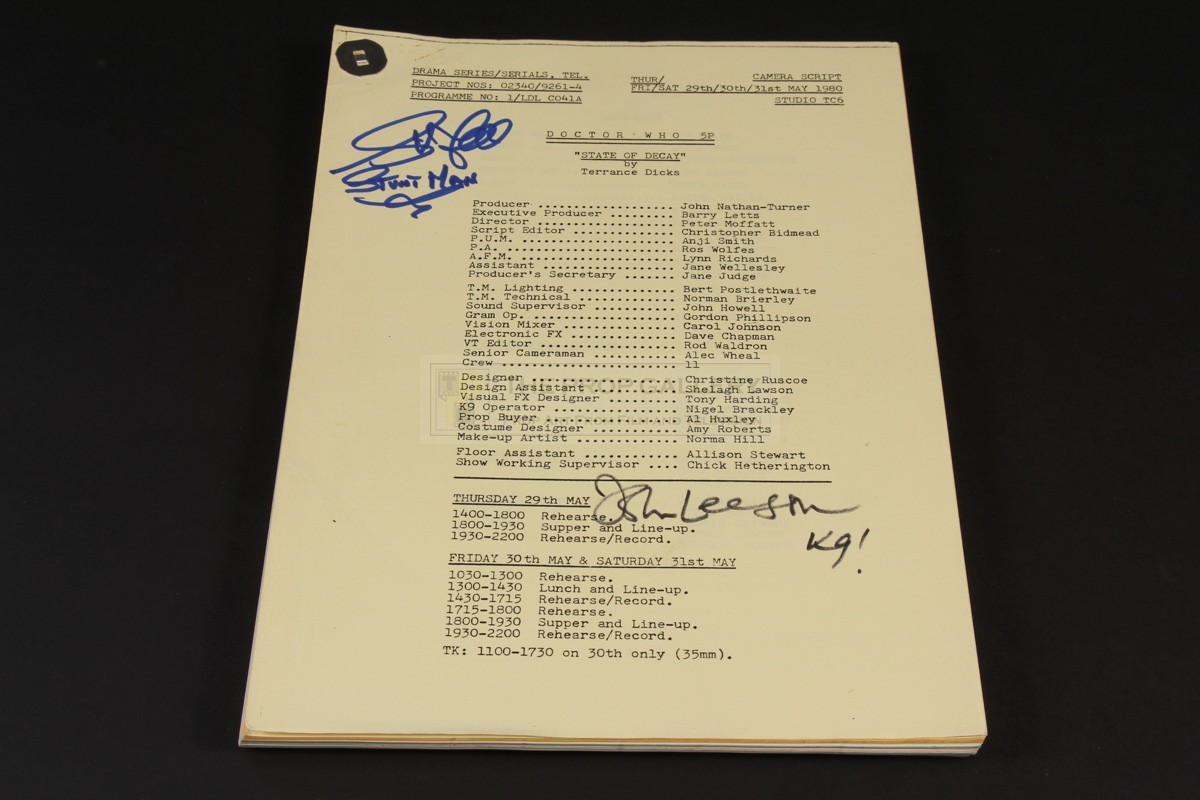 DRAMA SERIES/SERIALS, TEL.
PROJECT NOS: 02340/9261-4
PROGRAMME NO: 1/LDL C041A
THUR/
FRI/SAT 29th/30th/31st MAY 1980
CAMERA SCRIPT
STUDIO TC6
STUNT MAN
DOCTOR WHO 5P
"STATE OF DECAY"
by
Terrance Dicks
Producer .................. John Nathan-Turner
Executive Producer ......... Barry Letts
Director .................. Peter Moffatt
Script Editor ............. Christopher Bidmead
P.U.M. .................... Anji Smith
P.A. ...................... Ros Wolfes
A.F.M. .................... Lynn Richards
Assistant ................. Jane Wellesley
Producer's Secretary ...... Jane Judge
T.M. Lighting ............. Bert Postlethwaite
T.M. Technical ............ Norman Brierley
Sound Supervisor .......... John Howell
Gram Op. .................. Gordon Phillipson
Vision Mixer .............. Carol Johnson
Electronic FX ............. Dave Chapman
VT Editor ................. Rod Waldron
Senior Cameraman .......... Alec Wheal
Crew ...................... 11
Designer .................. Christine Ruscoe
Design Assistant .......... Shelagh Lawson
Visual FX Designer ........ Tony Harding
K9 Operator ............... Nigel Brackley
Prop Buyer ................ Al Huxley
Costume Designer .......... Amy Roberts
Make-up Artist ............ Norma Hill
Floor Assistant ........... Allison Stewart
Show Working Supervisor .... Chick Hetherington
THURSDAY 29th MAY
John Leeson
K9!
1400-1800 Rehearse.
1800-1930 Supper and Line-up.
1930-2200 Rehearse/Record.
FRIDAY 30th MAY & SATURDAY 31st MAY
1030-1300 Rehearse.
1300-1430 Lunch and Line-up.
1430-1715 Rehearse/Record.
1715-1800 Rehearse.
1800-1930 Supper and Line-up.
1930-2200 Rehearse/Record.
TK: 1100-1730 on 30th only (35mm).